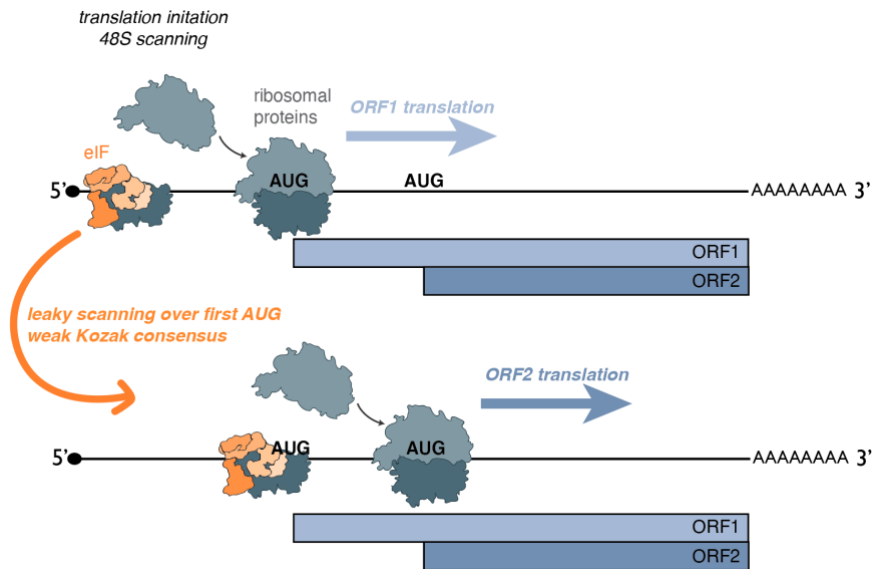 translation initation
48S scanning
ribosomal
proteins
ORF1 translation
eIF
AUG
AUG
5’
AAAAAAAA 3’
ORF1
ORF2
leaky scanning over first AUG
weak Kozak consensus
ORF2 translation
AUG
AUG
5’
AAAAAAAA 3’
ORF1
ORF2